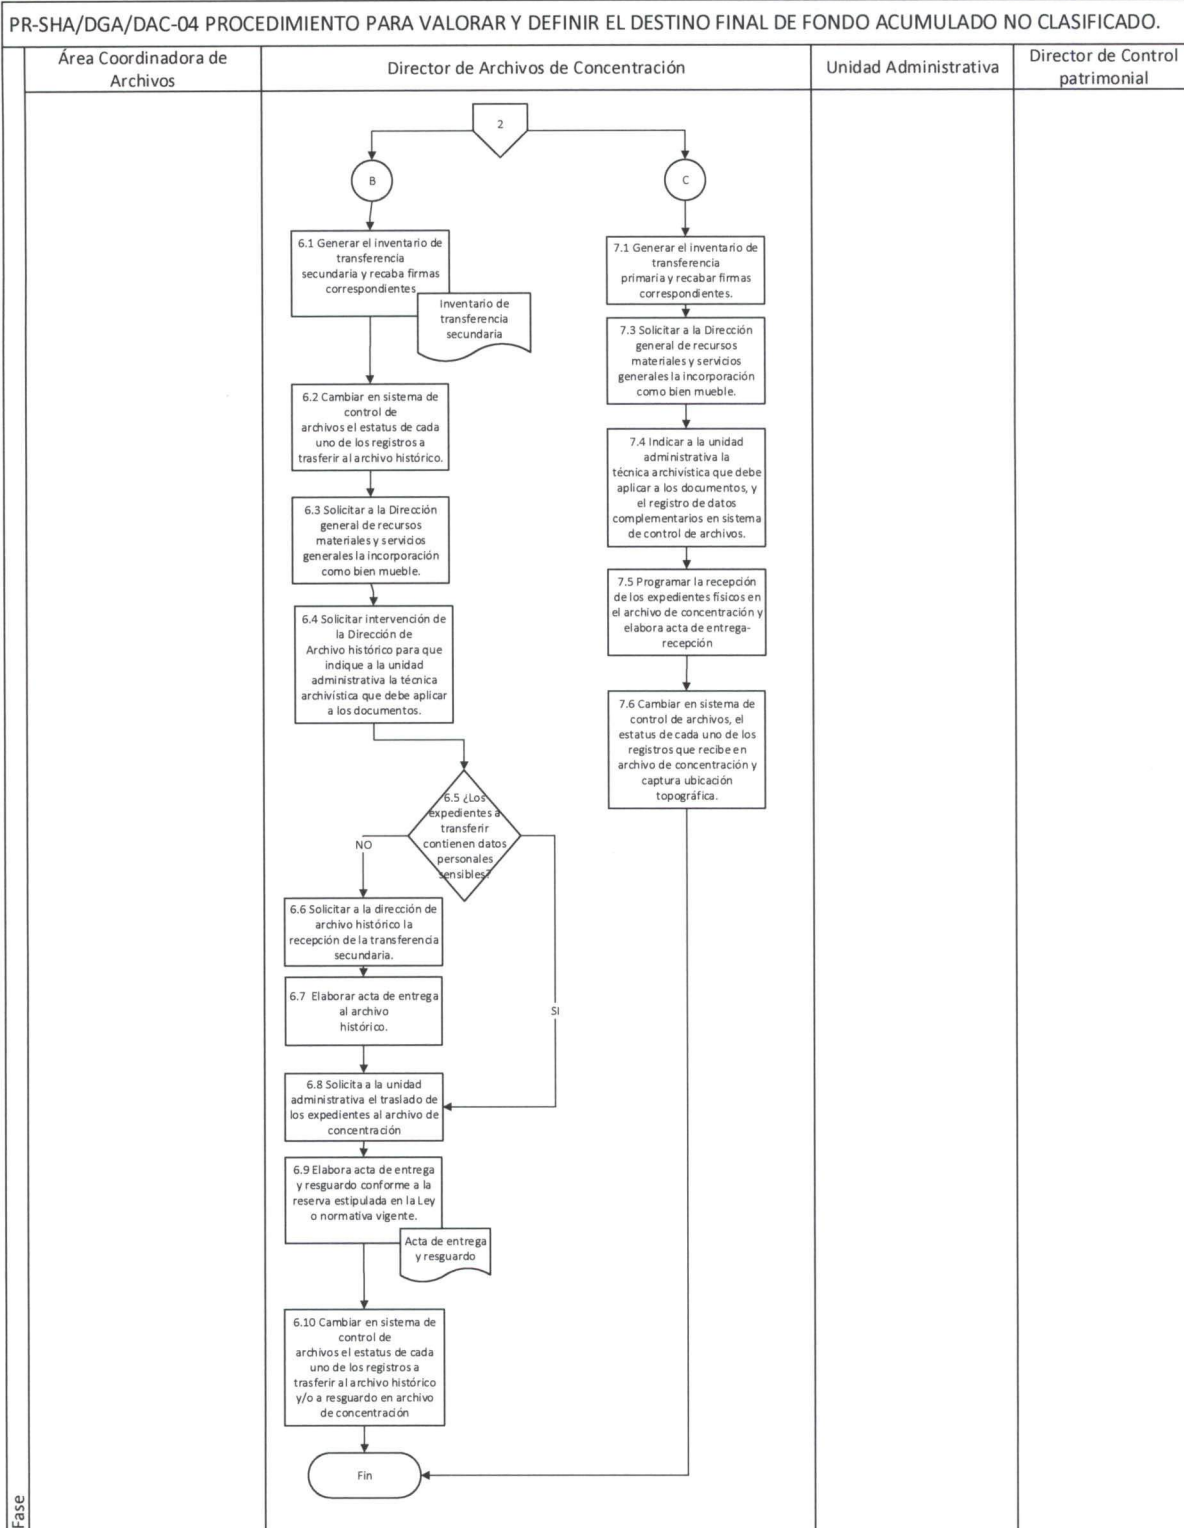 PR-SHA/DGA/DAC-04 PROCEDIMIENTO PARA VALORAR Y DEFINIR EL DESTINO FINAL DE FONDO ACUMULADO NO CLASIFICADO.
Área Coordinadora de
Archivos
Director de Archivos de Concentración
Unidad Administrativa
Director de Control
patrimonial
2
B
C
6.1 Generar el inventario de
transferencia
secundaria y recaba firmas
correspondientes
Inventario de
transferencia
secundaria
6.2 Cambiar en sistema de
control de
archivos el estatus de cada
uno de los registros a
trasferir al archivo histórico.
6.3 Solicitar a la Dirección
general de recursos
materiales y servicios
generales la incorporación
como bien mueble.
6.4 Solicitar intervención de
la Dirección de
Archivo histórico para que
indique a la unidad
administrativa la técnica
archivística que debe aplicar
a los documentos.
6.5 ¿Los
expedientes a
transferir
contienen datos
personales
sensibles?
NO
SI
6.6 Solicitar a la dirección de
archivo histórico la
recepción de la transferencia
secundaria.
6.7 Elaborar acta de entrega
al archivo
histórico.
6.8 Solicita a la unidad
administrativa el traslado de
los expedientes al archivo de
concentración
6.9 Elabora acta de entrega
y resguardo conforme a la
reserva estipulada en la Ley
o normativa vigente.
Acta de entrega
y resguardo
6.10 Cambiar en sistema de
control de
archivos el estatus de cada
uno de los registros a
trasferir al archivo histórico
y/o a resguardo en archivo
de concentración
Fin
7.1 Generar el inventario de
transferencia
primaria y recabar firmas
correspondientes.
7.3 Solicitar a la Dirección
general de recursos
materiales y servicios
generales la incorporación
como bien mueble.
7.4 Indicar a la unidad
administrativa la
técnica archivística que debe
aplicar a los documentos, y
el registro de datos
complementarios en sistema
de control de archivos.
7.5 Programar la recepción
de los expedientes físicos en
el archivo de concentración y
elabora acta de entrega-
recepción
7.6 Cambiar en sistema de
control de archivos, el
estatus de cada uno de los
registros que recibe en
archivo de concentración y
captura ubicación
topográfica.
Fase